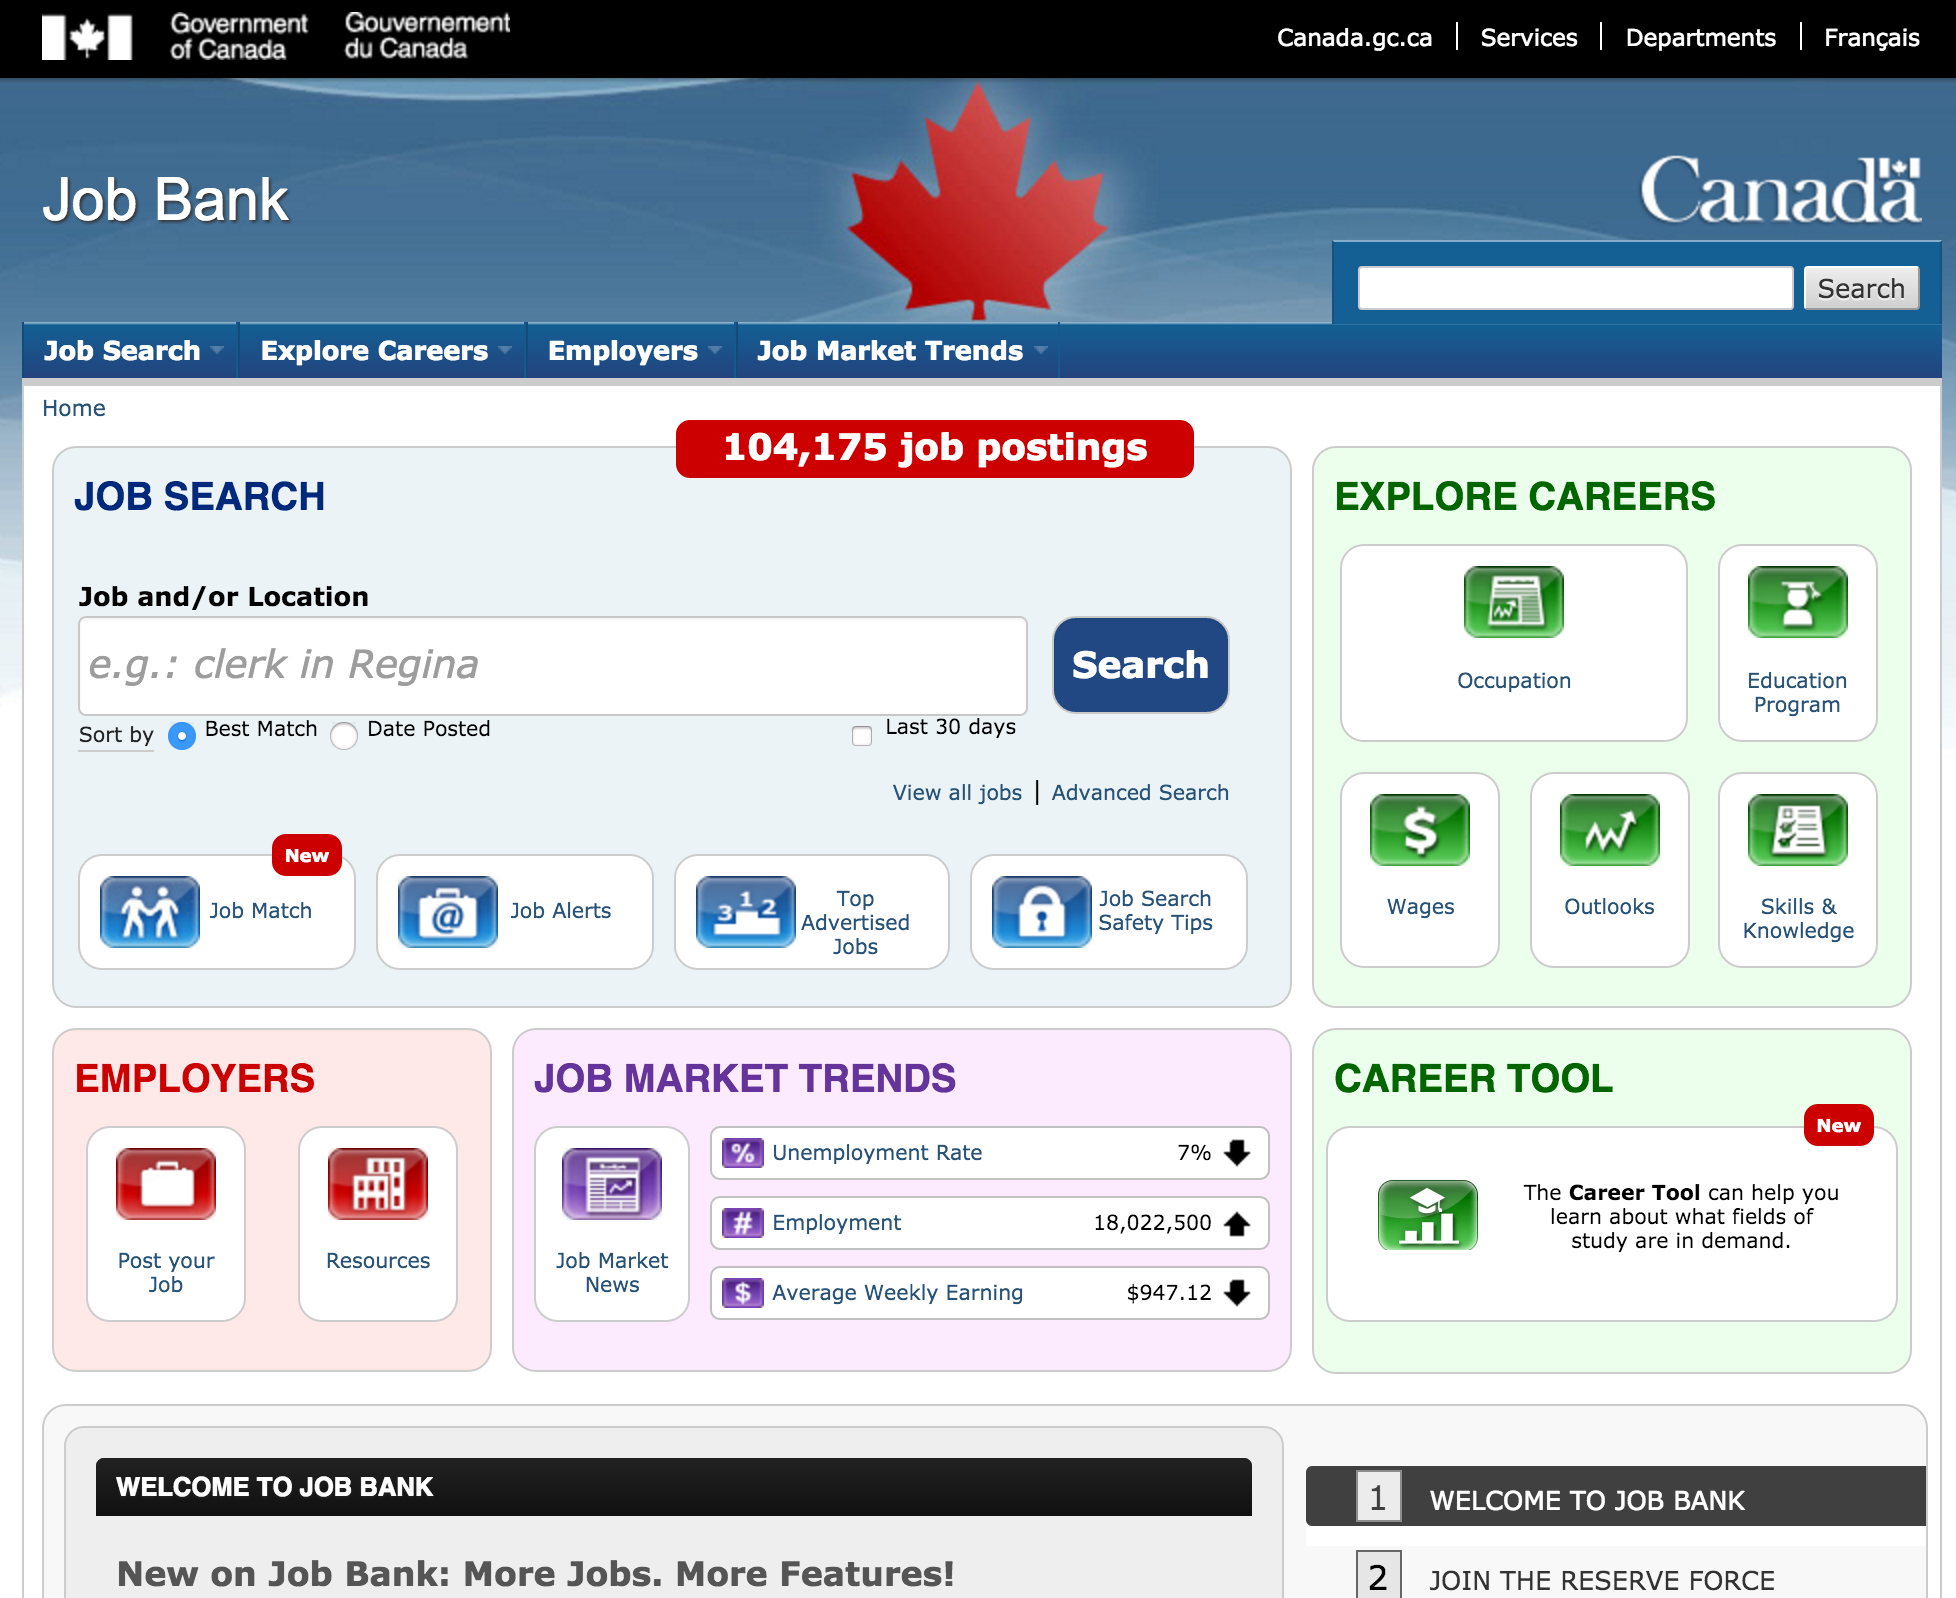 Government
of Canada
Gouvernement
du Canada
Canada.gc.ca
Services
Departments
Français
Job Bank
Canada
Search
Job Search
Explore Careers
Employers
Job Market Trends
Home
104,175 job postings
JOB SEARCH
Job and/or Location
e.g.: clerk in Regina
Search
Sort by
Best Match
Date Posted
Last 30 days
View all jobs | Advanced Search
New
Job Match
@
Job Alerts
3 1 2
Top
Advertised
Jobs
Job Search
Safety Tips
EXPLORE CAREERS
Occupation
Education
Program
$
Wages
Outlooks
Skills &
Knowledge
EMPLOYERS
Post your
Job
Resources
JOB MARKET TRENDS
Job Market
News
% Unemployment Rate 7%
# Employment 18,022,500
$ Average Weekly Earning $947.12
CAREER TOOL
New
The Career Tool can help you
learn about what fields of
study are in demand.
WELCOME TO JOB BANK
New on Job Bank: More Jobs. More Features!
1 WELCOME TO JOB BANK
2 JOIN THE RESERVE FORCE